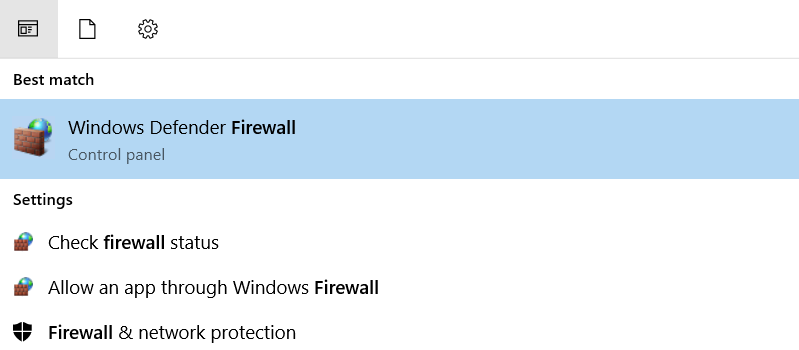 Best match
Windows Defender Firewall
Control panel
Settings
Check firewall status
Allow an app through Windows Firewall
Firewall & network protection